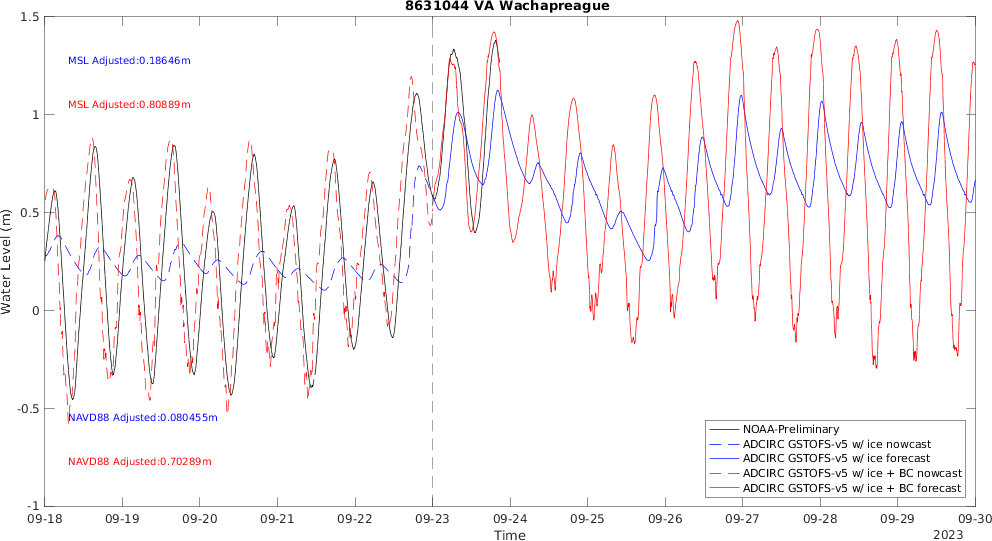 8631044 VA Wachapreague
Water Level (m)
1.5
1
0.5
0
-0.5
-1
MSL Adjusted:0.18646m
MSL Adjusted:0.80889m
NAVD88 Adjusted:0.080455m
NAVD88 Adjusted:0.70289m
NOAA-Preliminary
ADCIRC GSTOFS-v5 w/ ice nowcast
ADCIRC GSTOFS-v5 w/ ice forecast
ADCIRC GSTOFS-v5 w/ ice + BC nowcast
ADCIRC GSTOFS-v5 w/ ice + BC forecast
09-18 09-19 09-20 09-21 09-22 09-23 09-24 09-25 09-26 09-27 09-28 09-29 09-30
Time
2023